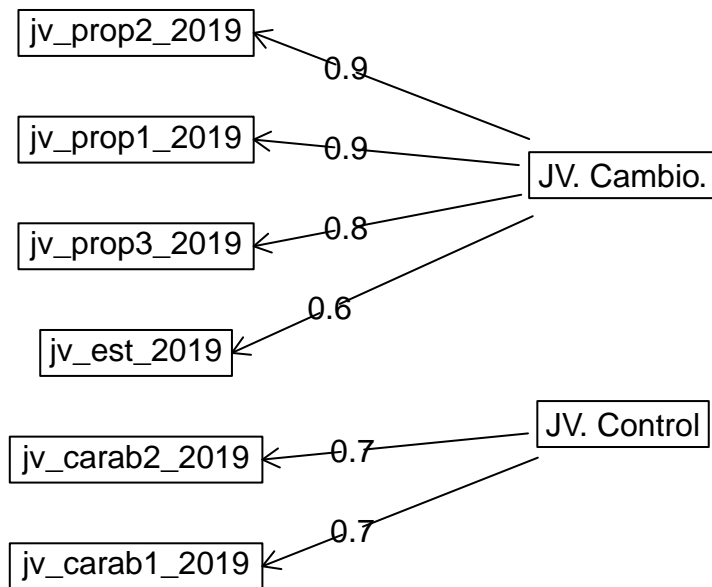 jv_prop2_2019
0.9
jv_prop1_2019
0.9
JV. Cambio.
jv_prop3_2019
0.8
0.6
jv_est_2019
JV. Control
jv_carab2_2019
0.7
0.7
jv_carab1_2019